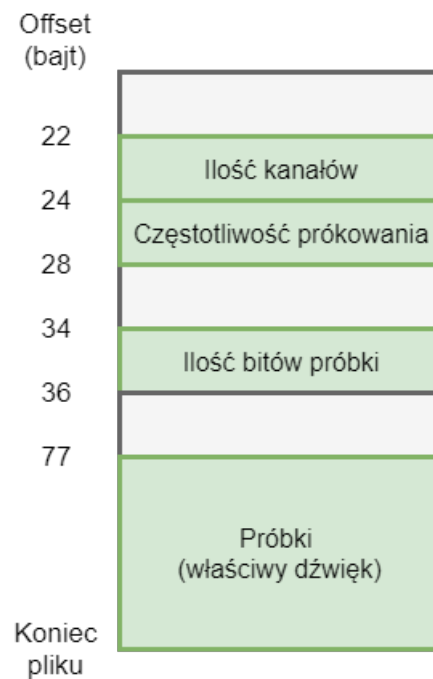 Offset
(bajt)
22
Ilość kanałów
24
Częstotliwość prókowania
28
34
Ilość bitów próbki
36
77
Próbki
(właściwy dźwięk)
Koniec
pliku